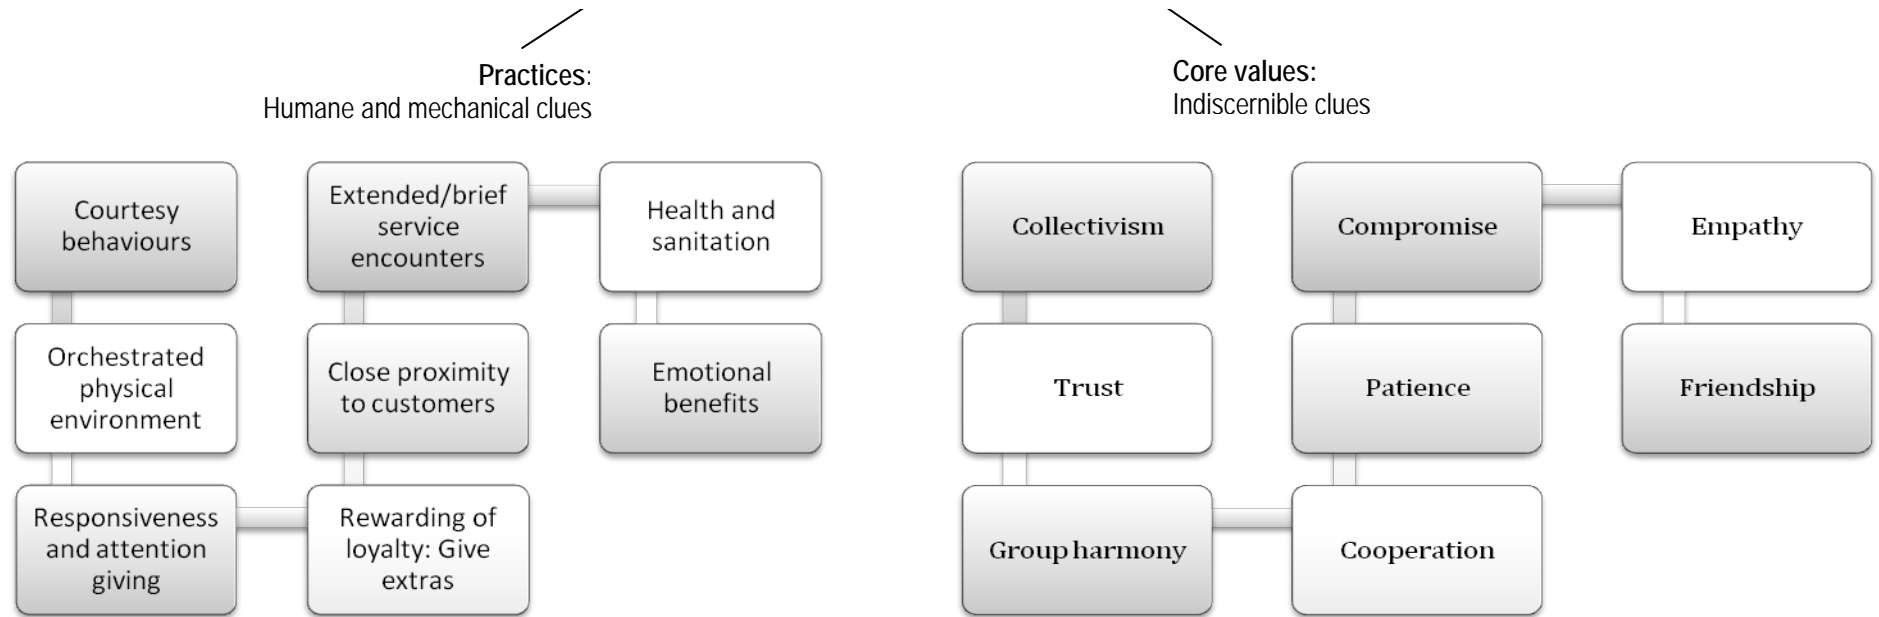 Practices:
Humane and mechanical clues
Courtesy
behaviours
Orchestrated
physical
environment
Responsiveness
and attention
giving
Rewarding of
loyalty: Give
extras
Close proximity
to customers
Extended/brief
service
encounters
Health and
sanitation
Emotional
benefits
Core values:
Indiscernible clues
Collectivism
Trust
Group harmony
Cooperation
Patience
Compromise
Empathy
Friendship